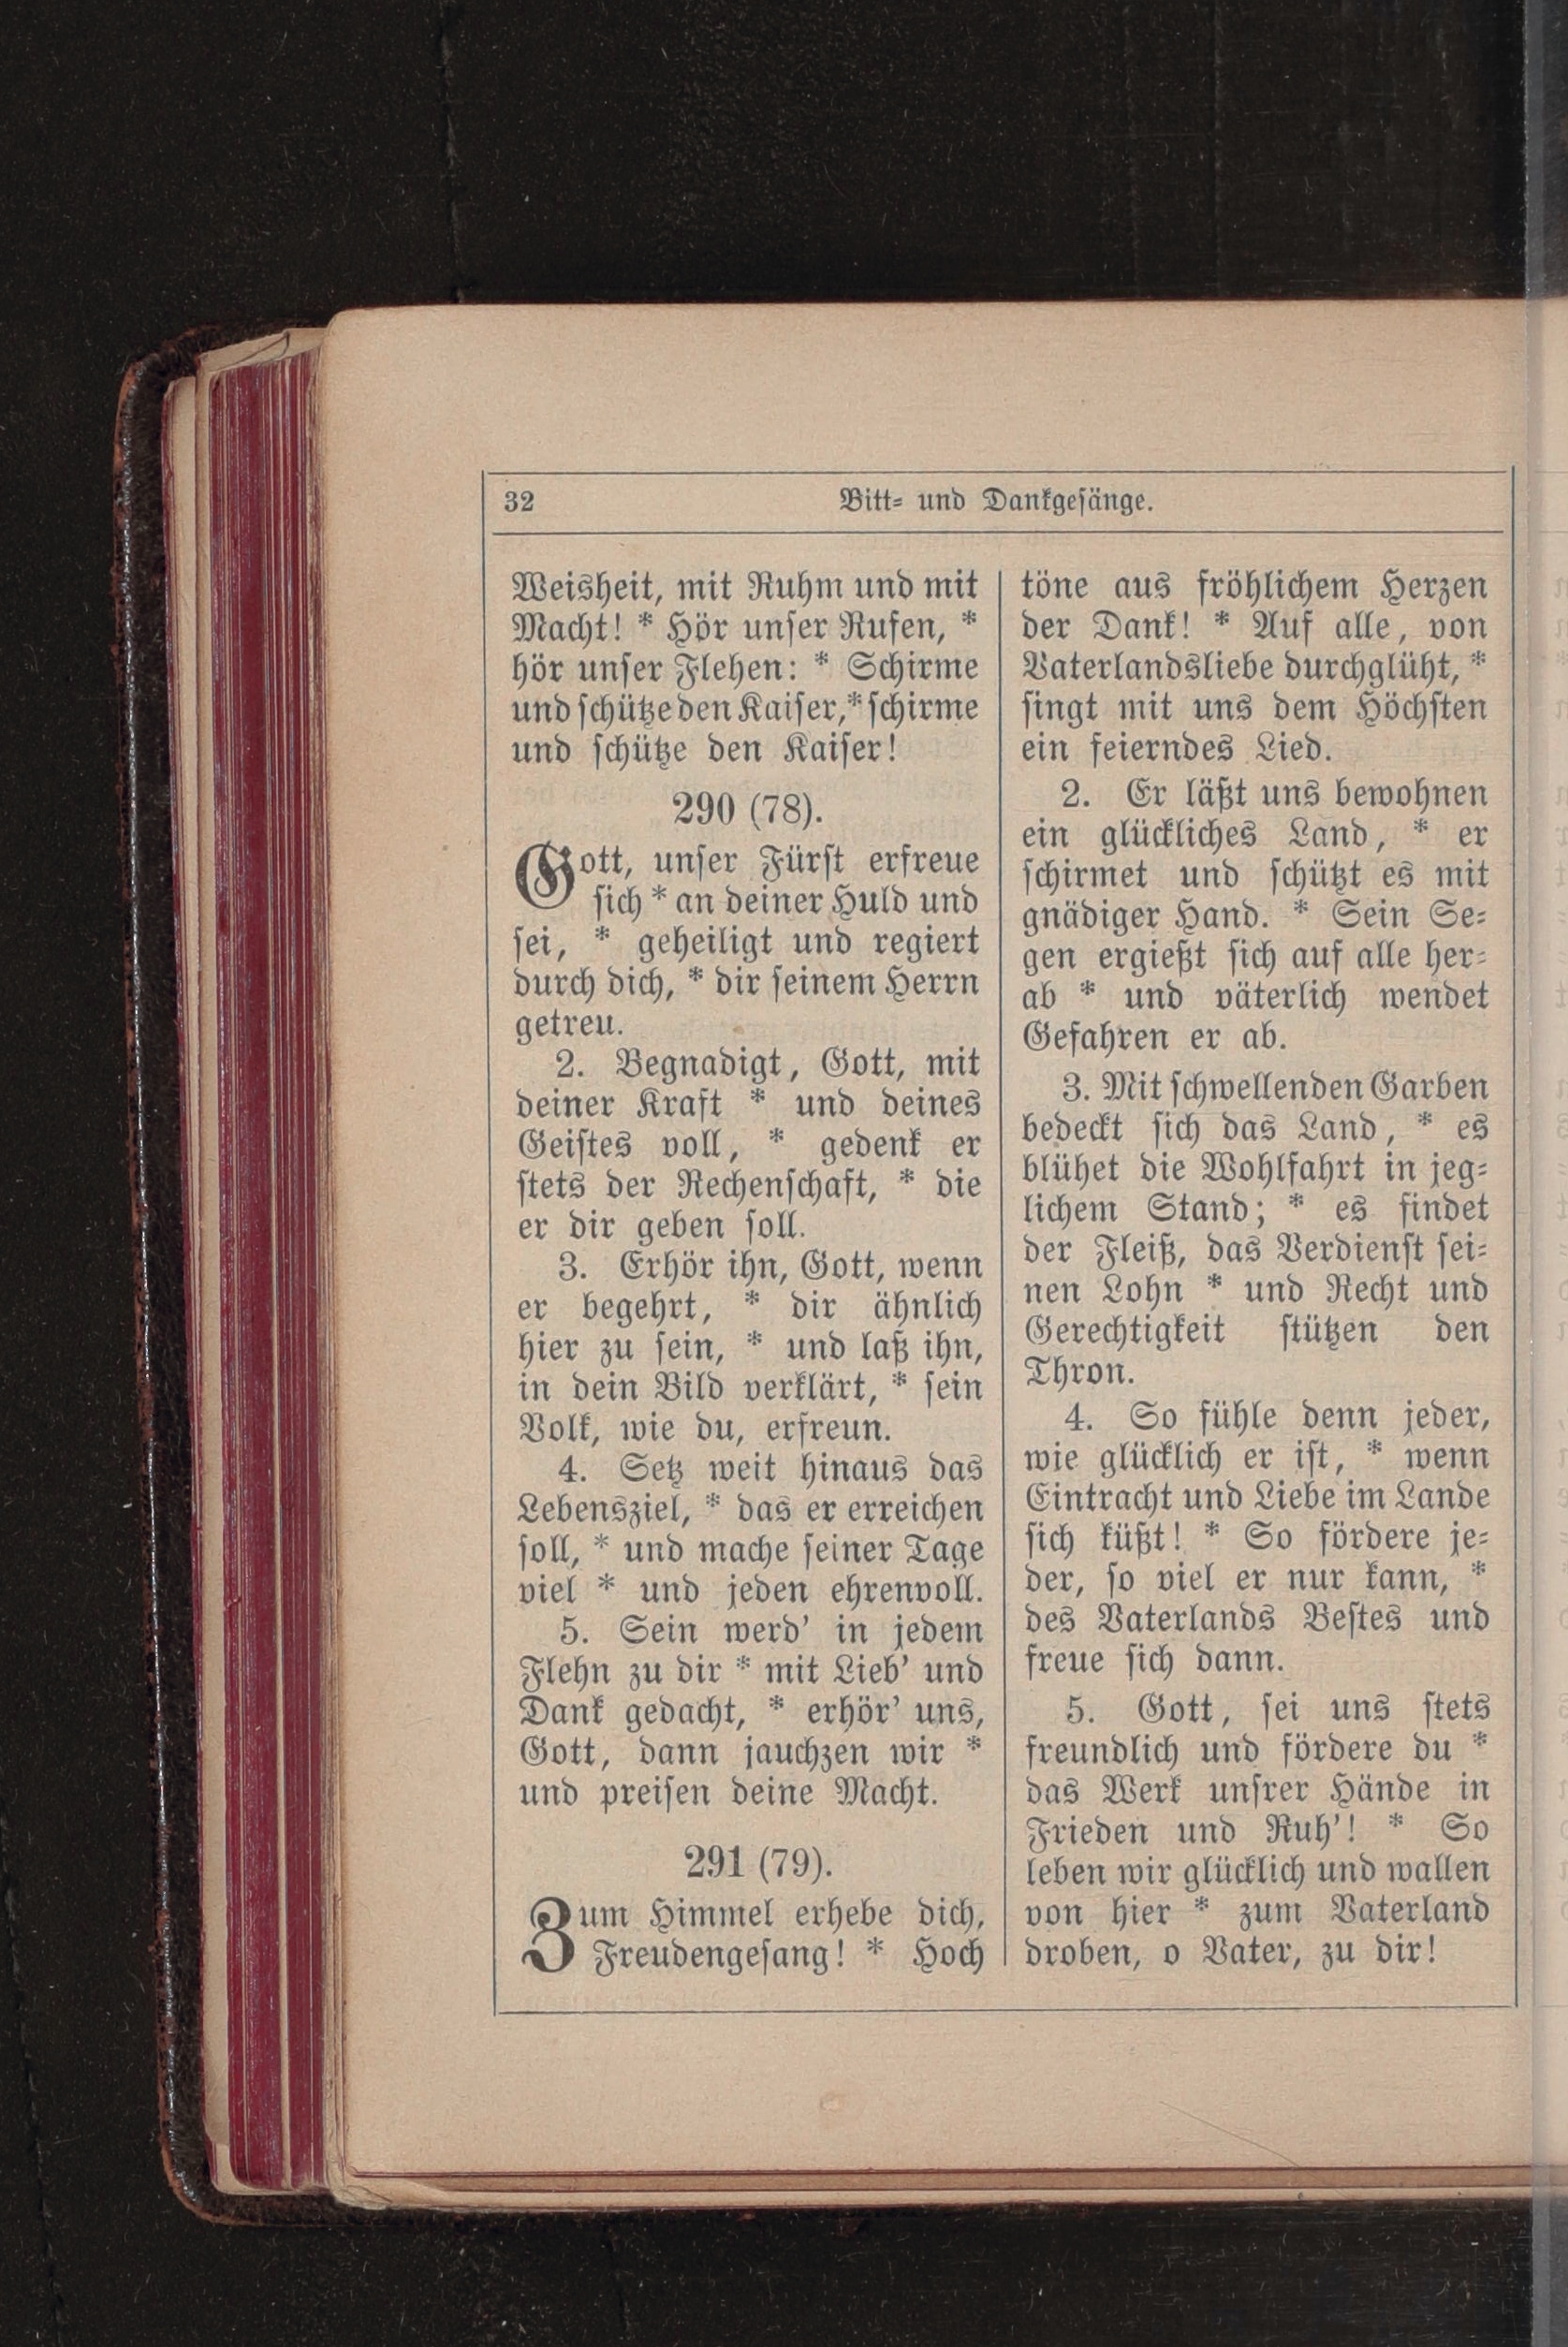 32 Bitt- und Dankgesänge.
Weisheit, mit Ruhm und mit
Macht! * Hör unser Rufen, *
hör unser Flehen: * Schirme
und schütze den Kaiser,* schirme
und schütze den Kaiser!
290 (78).
Gott, unser Fürst erfreue
sich * an deiner Huld und
sei, * geheiligt und regiert
durch dich, * dir seinem Herrn
getreu.
2. Begnadigt, Gott, mit
deiner Kraft * und deines
Geistes voll, * gedenk er
stets der Rechenschaft, * die
er dir geben soll.
3. Erhör ihn, Gott, wenn
er begehrt, * dir ähnlich
hier zu sein, * und laß ihn,
in dein Bild verklärt, * sein
Volk, wie du, erfreun.
4. Setz weit hinaus das
Lebensziel, * das er erreichen
soll, * und mache seiner Tage
viel * und jeden ehrenvoll.
5. Sein werd' in jedem
Flehn zu dir * mit Lieb' und
Dank gedacht, * erhör' uns,
Gott, dann jauchzen wir *
und preisen deine Macht.
291 (79).
Zum Himmel erhebe dich,
Freudengesang! * Hoch
töne aus fröhlichem Herzen
der Dank! * Auf alle, von
Vaterlandsliebe durchglüht, *
singt mit uns dem Höchsten
ein feierndes Lied.
2. Er läßt uns bewohnen
ein glückliches Land, * er
schirmet und schützt es mit
gnädiger Hand. * Sein Se-
gen ergießt sich auf alle her-
ab * und väterlich wendet
Gefahren er ab.
3. Mit schwellenden Garben
bedeckt sich das Land, * es
blühet die Wohlfahrt in jeg-
lichem Stand; * es findet
der Fleiß, das Verdienst sei-
nen Lohn * und Recht und
Gerechtigkeit stützen den
Thron.
4. So fühle denn jeder,
wie glücklich er ist, * wenn
Eintracht und Liebe im Lande
sich küßt! * So fördere je-
der, so viel er nur kann, *
des Vaterlands Bestes und
freue sich dann.
5. Gott, sei uns stets
freundlich und fördere du *
das Werk unsrer Hände in
Frieden und Ruh'! * So
leben wir glücklich und wallen
von hier * zum Vaterland
droben, o Vater, zu dir!